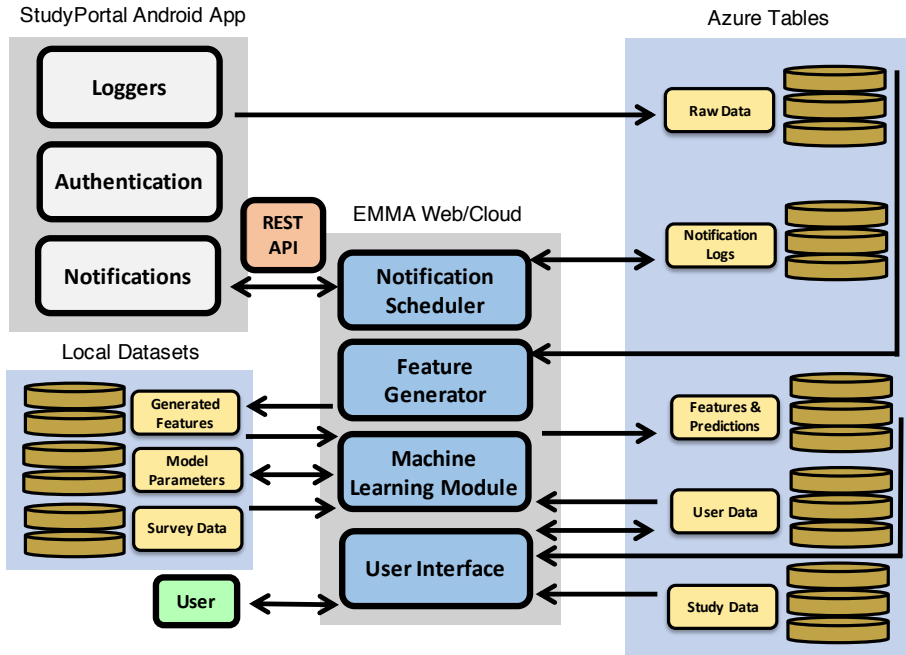 StudyPortal Android App
Loggers
Authentication
Notifications
REST
API
EMMA Web/Cloud
Notification
Scheduler
Feature
Generator
Machine
Learning Module
User Interface
Local Datasets
Generated
Features
Model
Parameters
Survey Data
User
Azure Tables
Raw Data
Notification
Logs
Features &
Predictions
User Data
Study Data